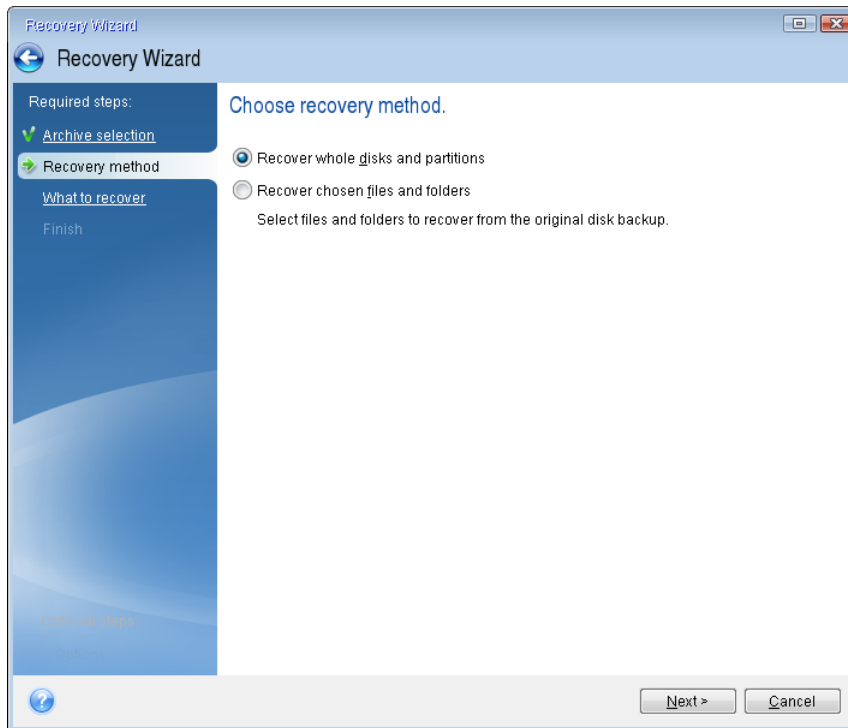 Recovery Wizard
Recovery Wizard
Required steps:
Archive selection
Recovery method
What to recover
Finish
Choose recovery method.
Recover whole disks and partitions
Recover chosen files and folders
Select files and folders to recover from the original disk backup.
steps
?
Next >
Cancel